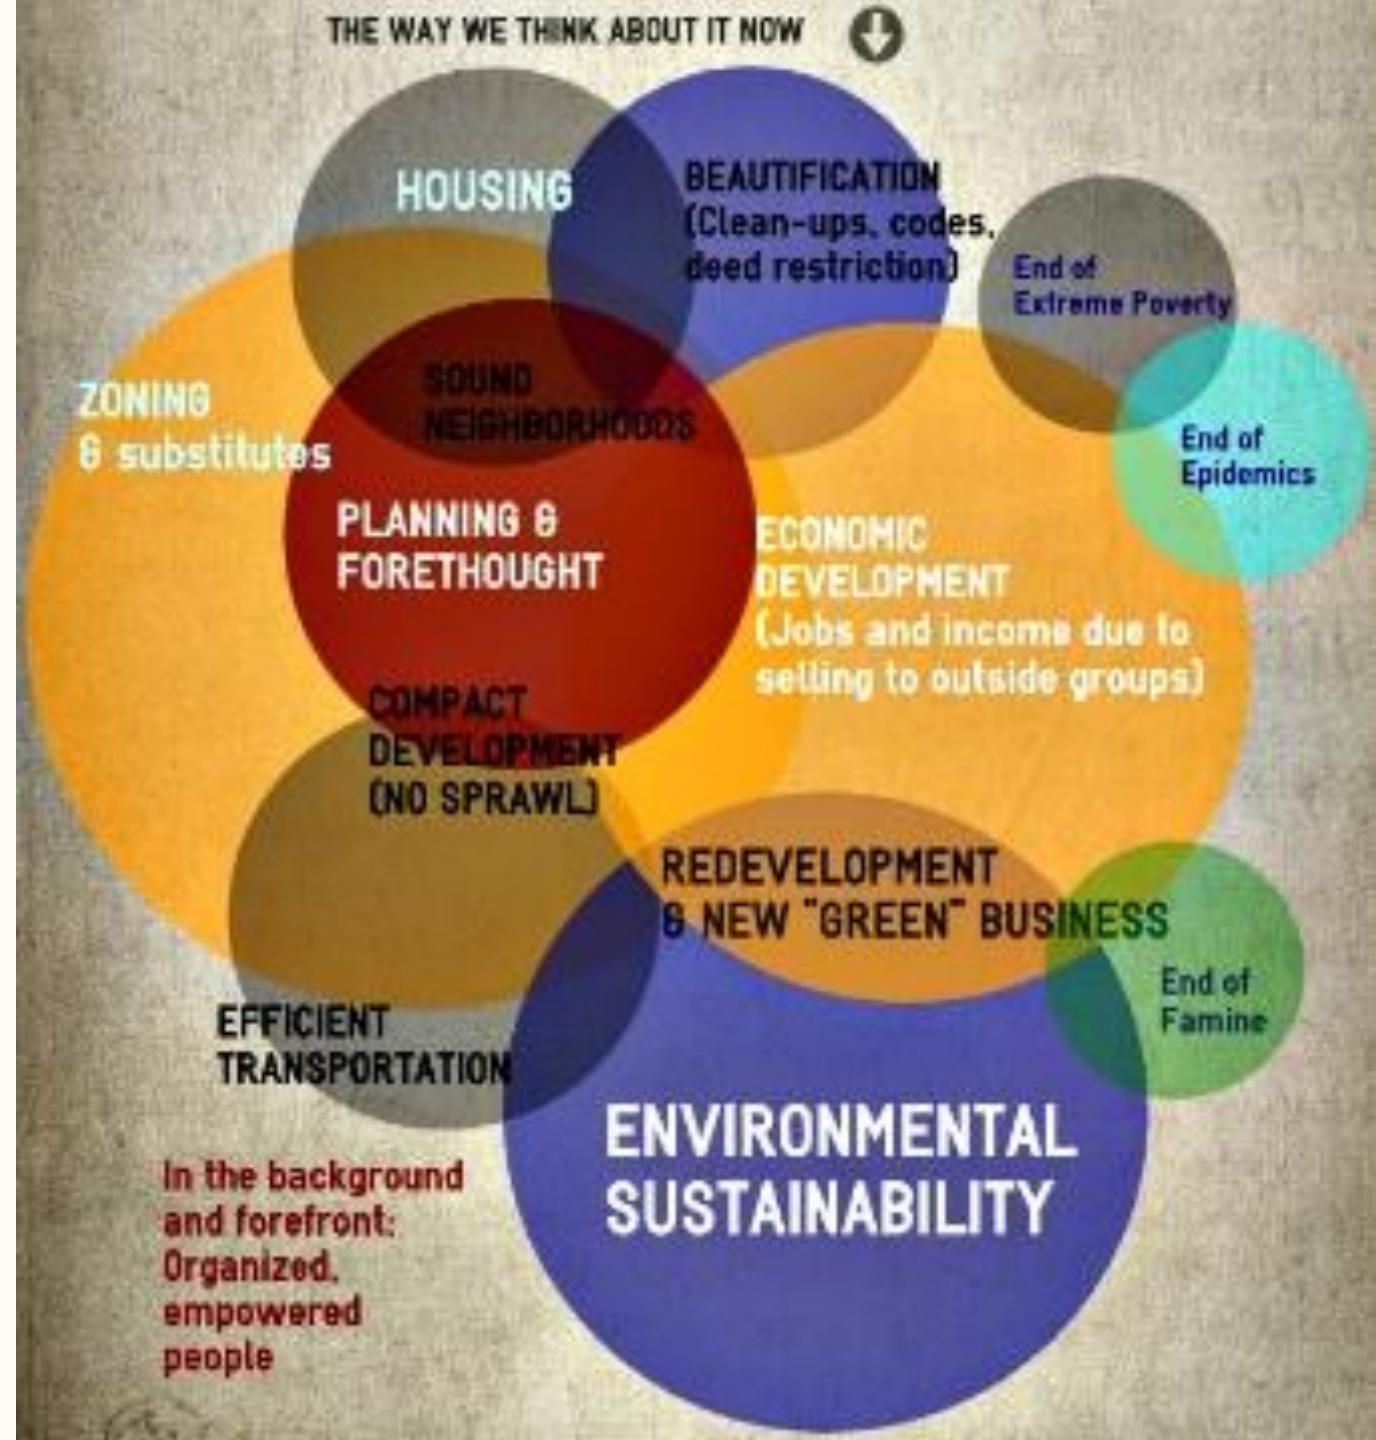 THE WAY WE THINK ABOUT IT NOW
HOUSING
BEAUTIFICATION
(Clean-ups, codes,
deed restriction)
End of
Extreme Poverty
ZONING
& substitutes
SOUND
NEIGHBORHOODS
End of
Epidemics
PLANNING &
FORETHOUGHT
ECONOMIC
DEVELOPMENT
(Jobs and income due to
selling to outside groups)
COMPACT
DEVELOPMENT
(NO SPRAWL)
REDEVELOPMENT
& NEW "GREEN" BUSINESS
End of
Famine
EFFICIENT
TRANSPORTATION
ENVIRONMENTAL
SUSTAINABILITY
In the background
and forefront:
Organized,
empowered
people